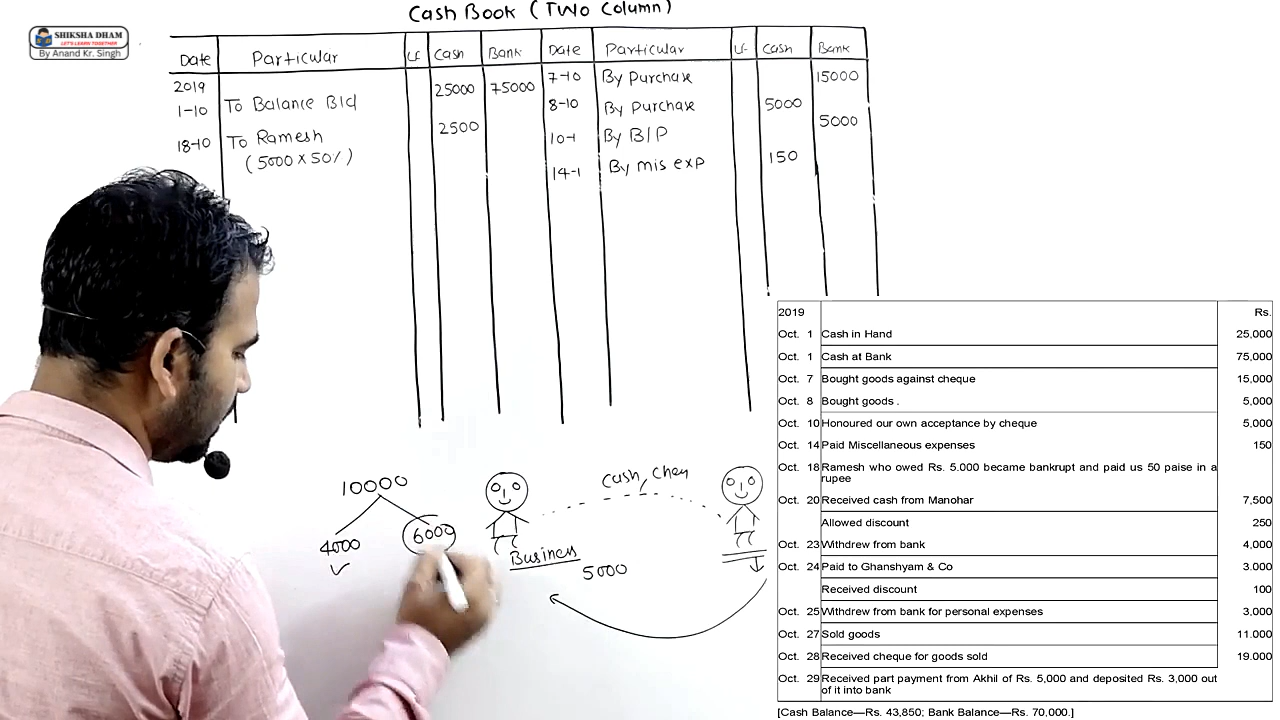 Cash Book (Two Column)
SHIKSHA DHAM
LET'S LEARN TOGETHER
By Anand Kr. Singh
Date Particular LF Cash Bank Date Particular LF Cash Bank
2019 25000 75000 7-10 By Purchase 15000
1-10 To Balance B/d 8-10 By Purchase 5000
18-10 To Ramesh 2500 10-1 By B/P 5000
(5000 x 50%) 14-1 By mis exp 150
10000
4000 6000
Business
5000
cash, cheq
2019 Rs.
Oct. 1 Cash in Hand 25,000
Oct. 1 Cash at Bank 75,000
Oct. 7 Bought goods against cheque 15,000
Oct. 8 Bought goods . 5,000
Oct. 10 Honoured our own acceptance by cheque 5,000
Oct. 14 Paid Miscellaneous expenses 150
Oct. 18 Ramesh who owed Rs. 5.000 became bankrupt and paid us 50 paise in a
rupee
Oct. 20 Received cash from Manohar 7,500
Allowed discount 250
Oct. 23 Withdrew from bank 4,000
Oct. 24 Paid to Ghanshyam & Co 3.000
Received discount 100
Oct. 25 Withdrew from bank for personal expenses 3,000
Oct. 27 Sold goods 11.000
Oct. 28 Received cheque for goods sold 19.000
Oct. 29 Received part payment from Akhil of Rs. 5,000 and deposited Rs. 3,000 out
of it into bank
[Cash Balance—Rs. 43,850; Bank Balance—Rs. 70,000.]